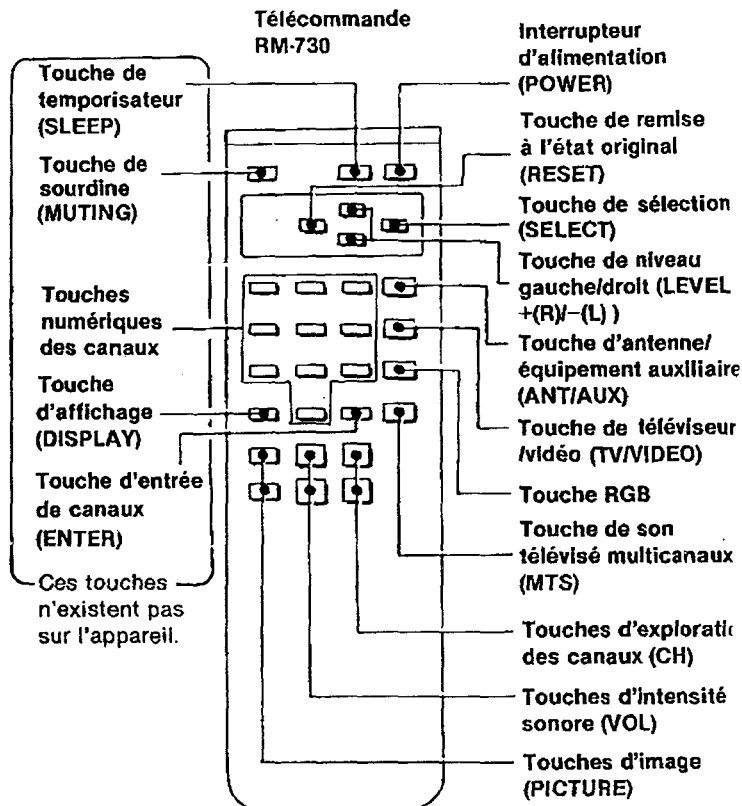 Télécommande
RM-730
Touche de
temporisateur
(SLEEP)
Touche de
sourdine
(MUTING)
Touches
numériques
des canaux
Touche
d'affichage
(DISPLAY)
Touche d'entrée
de canaux
(ENTER)
Ces touches
n'existent pas
sur l'appareil.
Interrupteur
d'alimentation
(POWER)
Touche de remise
à l'état original
(RESET)
Touche de sélection
(SELECT)
Touche de niveau
gauche/droit (LEVEL
+(R)/−(L) )
Touche d'antenne/
équipement auxiliaire
(ANT/AUX)
Touche de téléviseur
/vidéo (TV/VIDEO)
Touche RGB
Touche de son
télévisé multicanaux
(MTS)
Touches d'exploratic
des canaux (CH)
Touches d'intensité
sonore (VOL)
Touches d'image
(PICTURE)